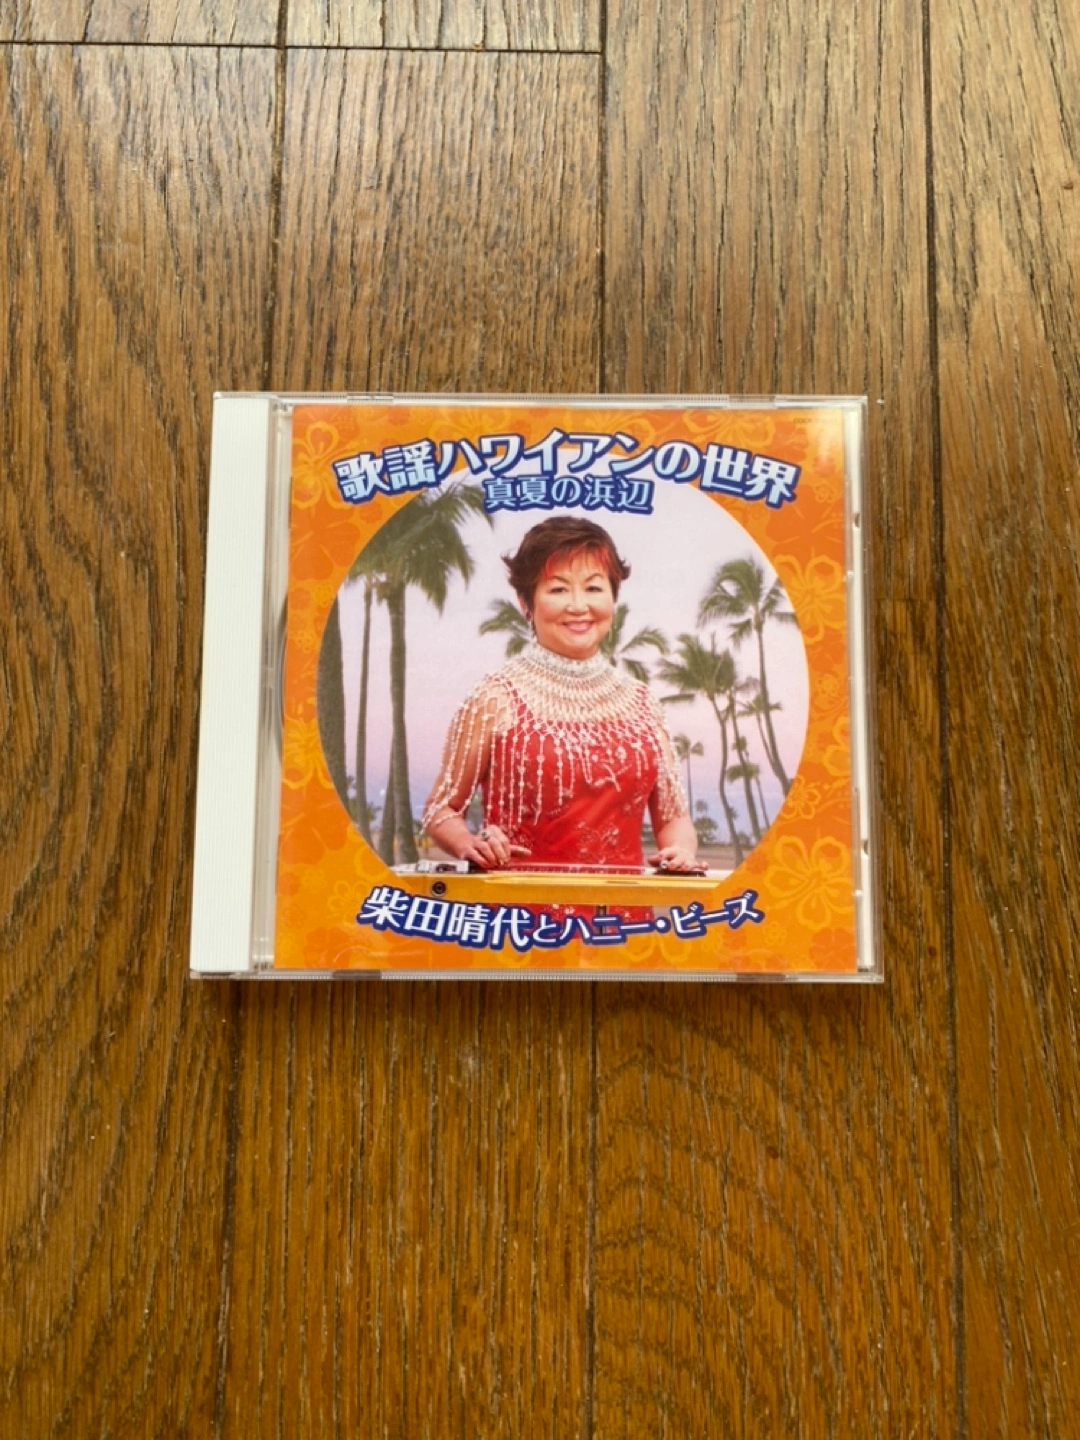 歌謡ハワイアンの世界
真夏の浜辺
柴田晴代とハニー・ビーズ